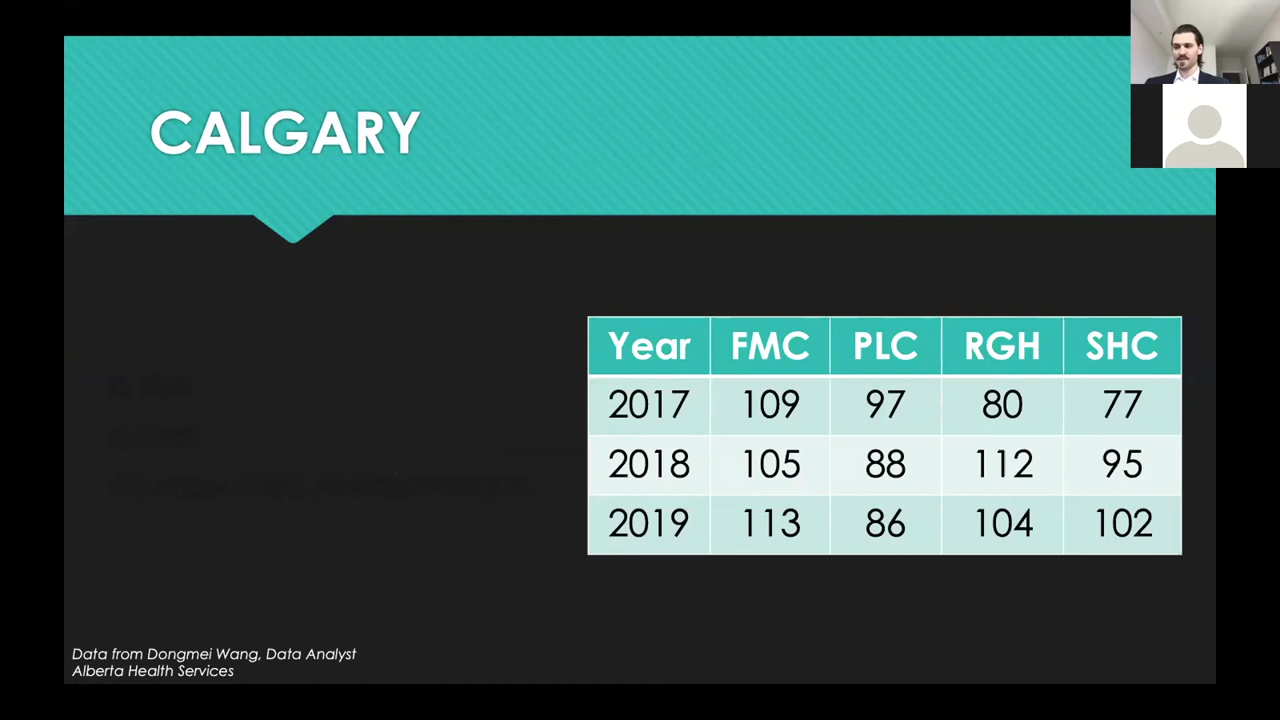 CALGARY
Year FMC PLC RGH SHC
2017 109 97 80 77
2018 105 88 112 95
2019 113 86 104 102
Data from Dongmei Wang, Data Analyst
Alberta Health Services